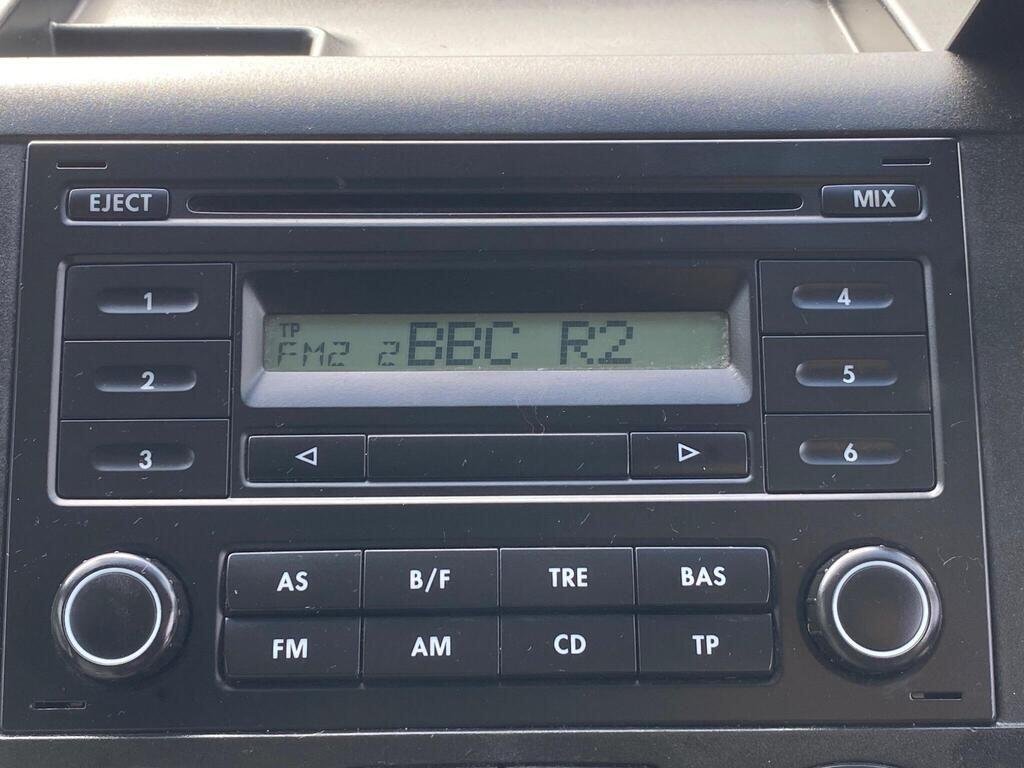 EJECT
MIX
1
4
TP
FM2 2 BBC R2
2
5
3
◁
▷
6
AS
B/F
TRE
BAS
FM
AM
CD
TP